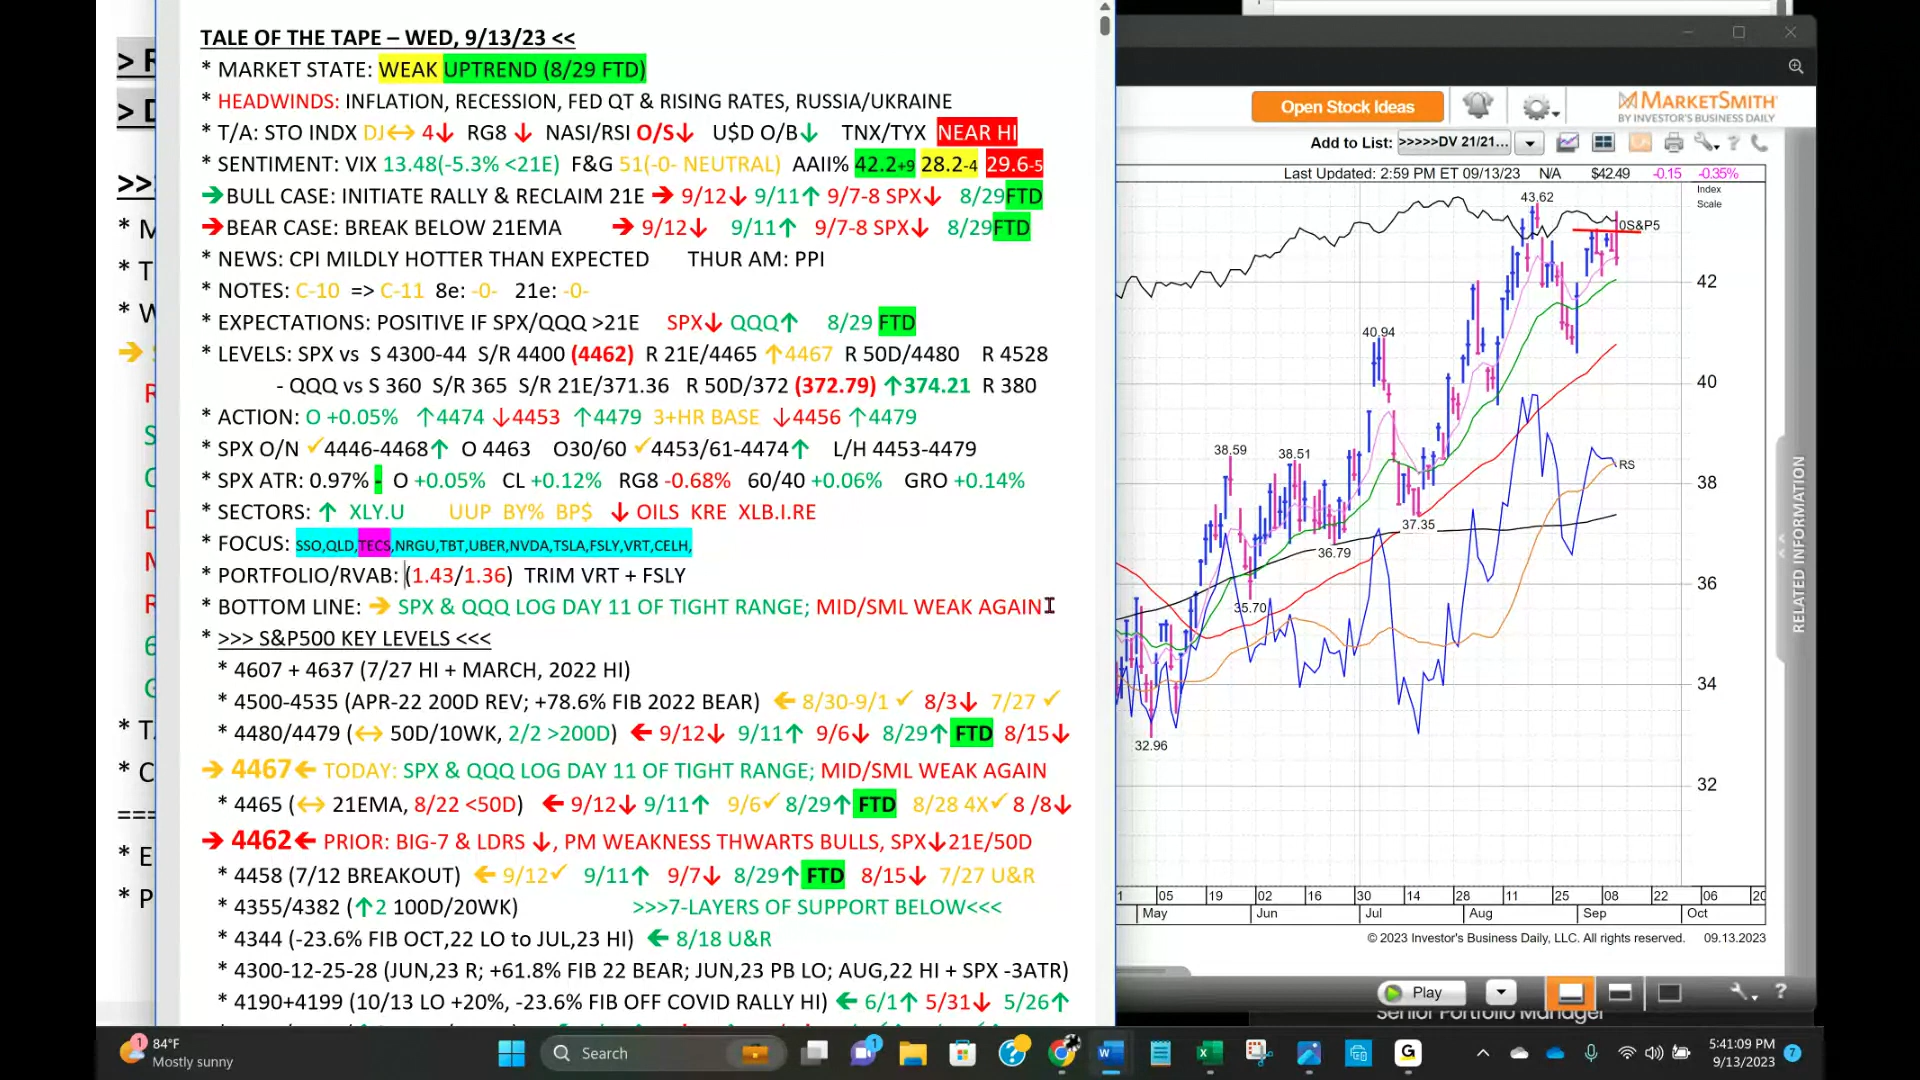 TALE OF THE TAPE – WED, 9/13/23 <<
* MARKET STATE: WEAK UPTREND (8/29 FTD)
* HEADWINDS: INFLATION, RECESSION, FED QT & RISING RATES, RUSSIA/UKRAINE
* T/A: STO INDX DJ↔ 4↓ RG8 ↓ NASI/RSI O/S↓ U$D O/B↓ TNX/TYX NEAR HI
* SENTIMENT: VIX 13.48(-5.3% <21E) F&G 51(-0- NEUTRAL) AAII% 42.2+9 28.2-4 29.6-5
➔BULL CASE: INITIATE RALLY & RECLAIM 21E ➔ 9/12↓ 9/11↑ 9/7-8 SPX↓ 8/29FTD
➔BEAR CASE: BREAK BELOW 21EMA ➔ 9/12↓ 9/11↑ 9/7-8 SPX↓ 8/29FTD
* NEWS: CPI MILDLY HOTTER THAN EXPECTED THUR AM: PPI
* NOTES: C-10 => C-11 8e: -0- 21e: -0-
* EXPECTATIONS: POSITIVE IF SPX/QQQ >21E SPX↓ QQQ↑ 8/29 FTD
* LEVELS: SPX vs S 4300-44 S/R 4400 (4462) R 21E/4465 ↑4467 R 50D/4480 R 4528
- QQQ vs S 360 S/R 365 S/R 21E/371.36 R 50D/372 (372.79) ↑374.21 R 380
* ACTION: O +0.05% ↑4474 ↓4453 ↑4479 3+HR BASE ↓4456 ↑4479
* SPX O/N ✓4446-4468↑ O 4463 O30/60 ✓4453/61-4474↑ L/H 4453-4479
* SPX ATR: 0.97% - O +0.05% CL +0.12% RG8 -0.68% 60/40 +0.06% GRO +0.14%
* SECTORS: ↑ XLY.U UUP BY% BP$ ↓ OILS KRE XLB.I.RE
* FOCUS: SSO,QLD,TECS,NRGU,TBT,UBER,NVDA,TSLA,FSLY,VRT,CELH,
* PORTFOLIO/RVAB: (1.43/1.36) TRIM VRT + FSLY
* BOTTOM LINE: ➔ SPX & QQQ LOG DAY 11 OF TIGHT RANGE; MID/SML WEAK AGAIN
* >>> S&P500 KEY LEVELS <<<
* 4607 + 4637 (7/27 HI + MARCH, 2022 HI)
* 4500-4535 (APR-22 200D REV; +78.6% FIB 2022 BEAR) ← 8/30-9/1 ✓ 8/3↓ 7/27 ✓
* 4480/4479 (↔ 50D/10WK, 2/2 >200D) ← 9/12↓ 9/11↑ 9/6↓ 8/29↑ FTD 8/15↓
➔ 4467← TODAY: SPX & QQQ LOG DAY 11 OF TIGHT RANGE; MID/SML WEAK AGAIN
* 4465 (↔ 21EMA, 8/22 <50D) ← 9/12↓ 9/11↑ 9/6✓ 8/29↑ FTD 8/28 4X✓ 8 /8↓
➔ 4462← PRIOR: BIG-7 & LDRS ↓, PM WEAKNESS THWARTS BULLS, SPX↓21E/50D
* 4458 (7/12 BREAKOUT) ← 9/12✓ 9/11↑ 9/7↓ 8/29↑ FTD 8/15↓ 7/27 U&R
* 4355/4382 (↑2 100D/20WK) >>>7-LAYERS OF SUPPORT BELOW<<<
* 4344 (-23.6% FIB OCT,22 LO to JUL,23 HI) ← 8/18 U&R
* 4300-12-25-28 (JUN,23 R; +61.8% FIB 22 BEAR; JUN,23 PB LO; AUG,22 HI + SPX -3ATR)
* 4190+4199 (10/13 LO +20%, -23.6% FIB OFF COVID RALLY HI) ← 6/1↑ 5/31↓ 5/26↑
Open Stock Ideas
MARKETSMITH
BY INVESTOR'S BUSINESS DAILY
Add to List: >>>>>DV 21/21...
Last Updated: 2:59 PM ET 09/13/23 N/A $42.49 -0.15 -0.35%
Index
Scale
43.62
0S&P5
42
40.94
40
38.59
38.51
RS
38
37.35
36.79
36
35.70
34
32.96
32
05 19 02 16 30 14 28 11 25 08 22 06 20
May Jun Jul Aug Sep Oct
© 2023 Investor's Business Daily, LLC. All rights reserved. 09.13.2023
RELATED INFORMATION
Play
Senior Portfolio Manager
84°F
Mostly sunny
Search
5:41:09 PM
9/13/2023